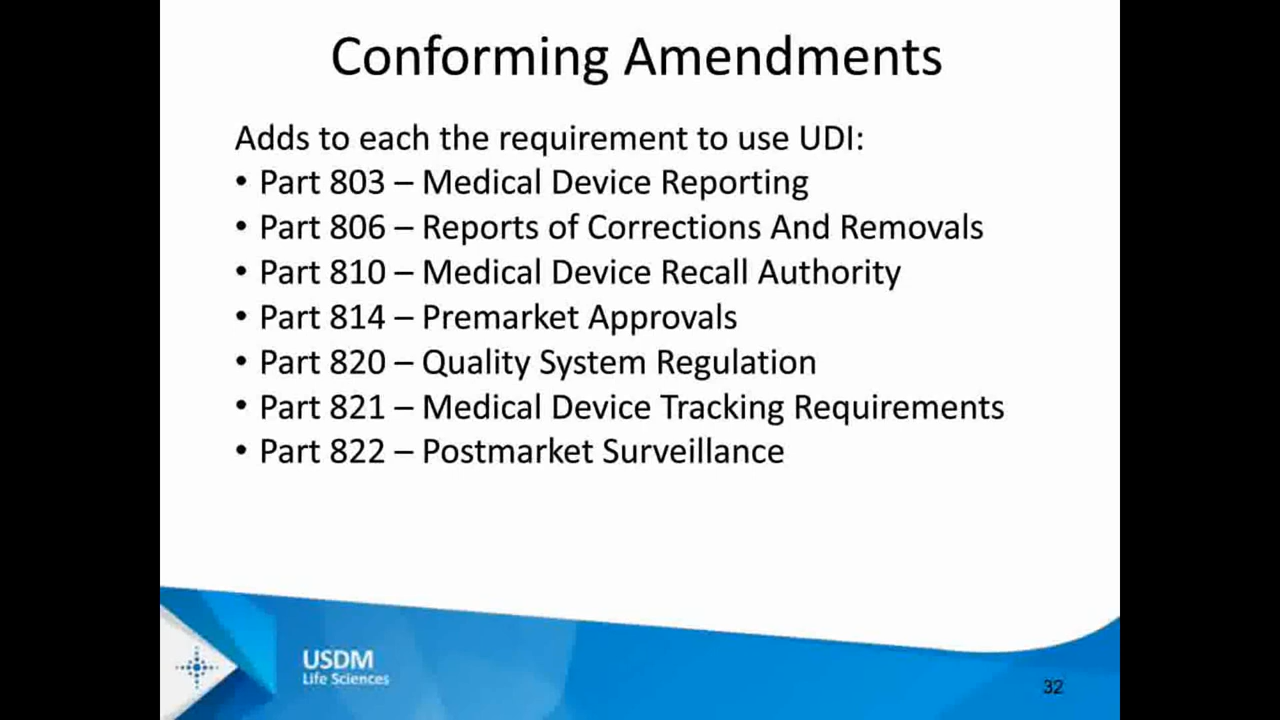 Conforming Amendments
Adds to each the requirement to use UDI:
• Part 803 – Medical Device Reporting
• Part 806 – Reports of Corrections And Removals
• Part 810 – Medical Device Recall Authority
• Part 814 – Premarket Approvals
• Part 820 – Quality System Regulation
• Part 821 – Medical Device Tracking Requirements
• Part 822 – Postmarket Surveillance
USDM
Life Sciences
32